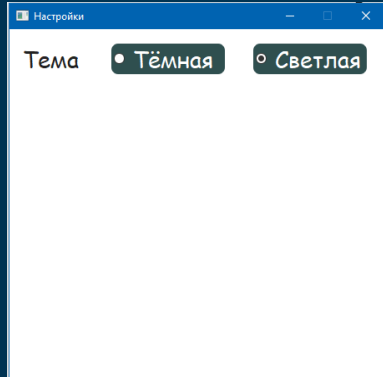 Настройки
Тема Тёмная Светлая